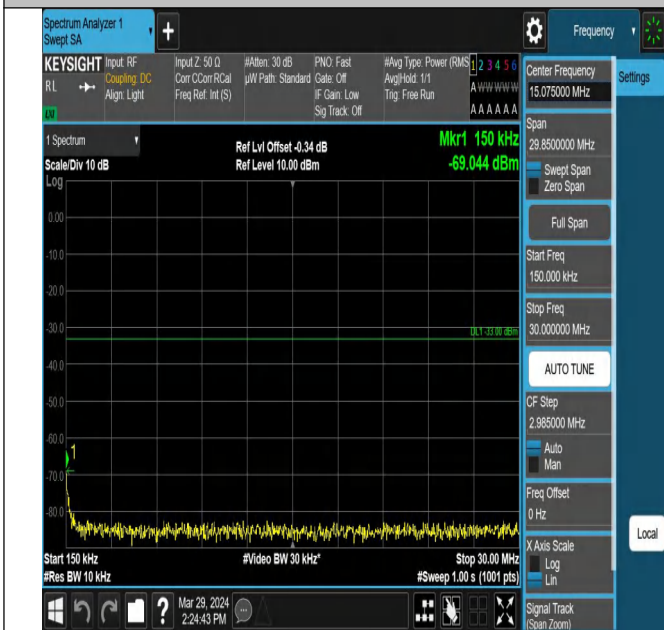 Spectrum Analyzer 1
Swept SA
Frequency
KEYSIGHT
RL
LXI
Input: RF
Coupling: DC
Align: Light
Input Z: 50 Ω
Corr CCorr RCal
Freq Ref: Int (S)
#Atten: 30 dB
µW Path: Standard
PNO: Fast
Gate: Off
IF Gain: Low
Sig Track: Off
#Avg Type: Power (RMS
Avg|Hold: 1/1
Trig: Free Run
1 2 3 4 5 6
A W W W W W
A A A A A A
1 Spectrum
Scale/Div 10 dB
Ref Lvl Offset -0.34 dB
Ref Level 10.00 dBm
Mkr1 150 kHz
-69.044 dBm
Log
0.00
-10.0
-20.0
-30.0
DL1 -33.00 dBm
-40.0
-50.0
-60.0
1
-70.0
-80.0
Start 150 kHz
#Video BW 30 kHz*
Stop 30.00 MHz
#Res BW 10 kHz
#Sweep 1.00 s (1001 pts)
?
Mar 29, 2024
2:24:43 PM
Center Frequency
15.075000 MHz
Span
29.8500000 MHz
Swept Span
Zero Span
Full Span
Start Freq
150.000 kHz
Stop Freq
30.000000 MHz
AUTO TUNE
CF Step
2.985000 MHz
Auto
Man
Freq Offset
0 Hz
X Axis Scale
Log
Lin
Signal Track
(Span Zoom)
Settings
Local